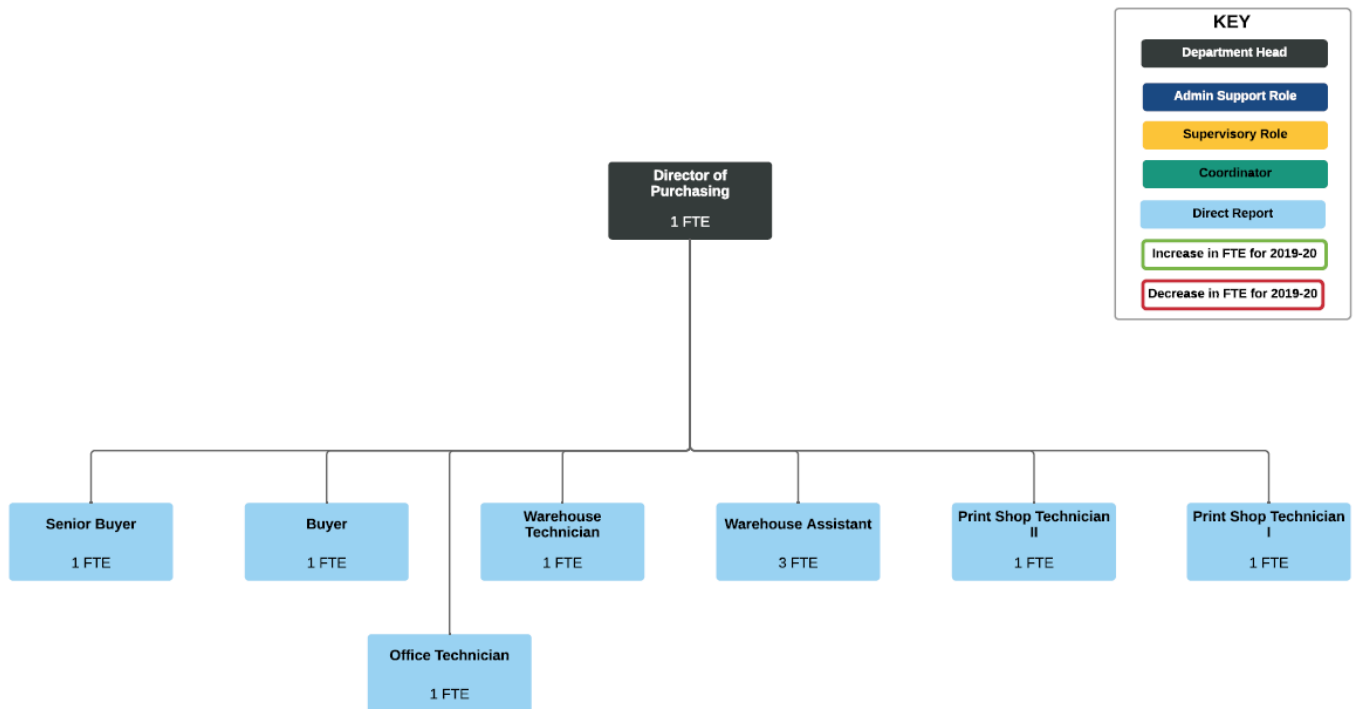 KEY
Department Head
Admin Support Role
Supervisory Role
Coordinator
Direct Report
Increase in FTE for 2019-20
Decrease in FTE for 2019-20
Director of
Purchasing
1 FTE
Senior Buyer
1 FTE
Buyer
1 FTE
Warehouse
Technician
1 FTE
Warehouse Assistant
3 FTE
Print Shop Technician
II
1 FTE
Print Shop Technician
I
1 FTE
Office Technician
1 FTE